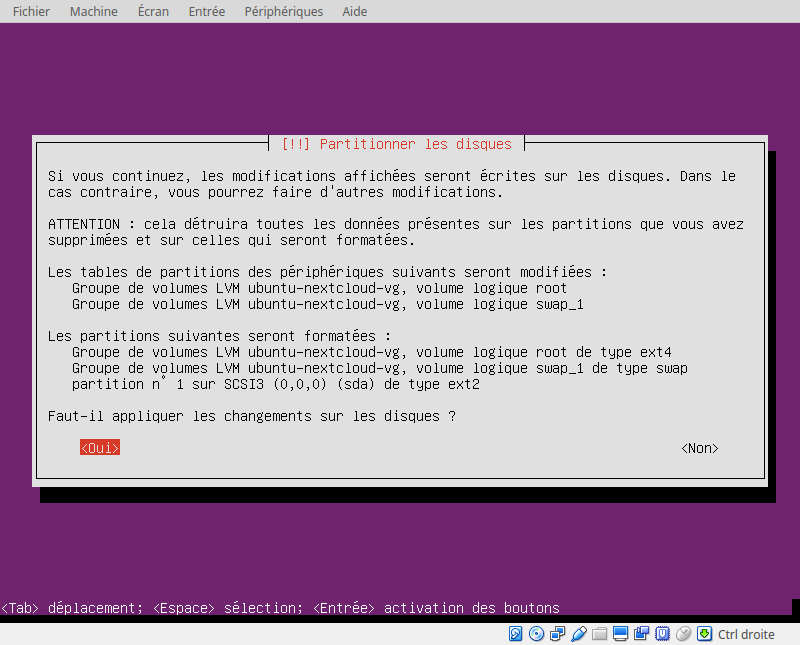 Fichier Machine Écran Entrée Périphériques Aide
[!!] Partitionner les disques
Si vous continuez, les modifications affichées seront écrites sur les disques. Dans le
cas contraire, vous pourrez faire d'autres modifications.
ATTENTION : cela détruira toutes les données présentes sur les partitions que vous avez
supprimées et sur celles qui seront formatées.
Les tables de partitions des périphériques suivants seront modifiées :
Groupe de volumes LVM ubuntu-nextcloud-vg, volume logique root
Groupe de volumes LVM ubuntu-nextcloud-vg, volume logique swap_1
Les partitions suivantes seront formatées :
Groupe de volumes LVM ubuntu-nextcloud-vg, volume logique root de type ext4
Groupe de volumes LVM ubuntu-nextcloud-vg, volume logique swap_1 de type swap
partition n° 1 sur SCSI3 (0,0,0) (sda) de type ext2
Faut-il appliquer les changements sur les disques ?
<Oui> <Non>
<Tab> déplacement; <Espace> sélection; <Entrée> activation des boutons
Ctrl droite